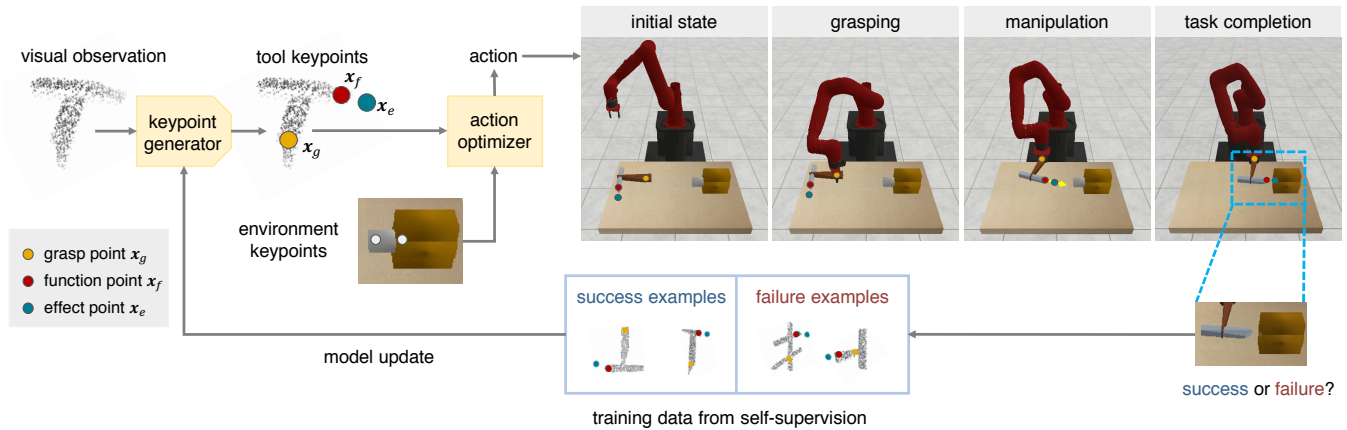 initial state
grasping
manipulation
task completion
visual observation
tool keypoints
action
x_f
x_e
keypoint
generator
action
optimizer
x_g
environment
keypoints
grasp point x_g
function point x_f
effect point x_e
success examples
failure examples
model update
success or failure?
training data from self-supervision